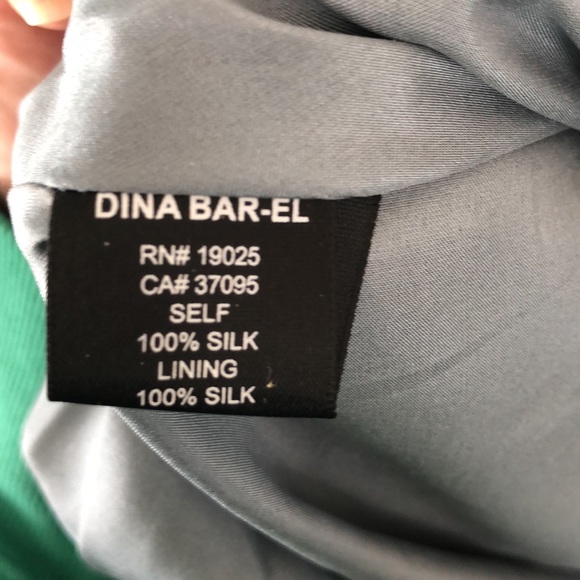 DINA BAR-EL
RN# 19025
CA# 37095
SELF
100% SILK
LINING
100% SILK